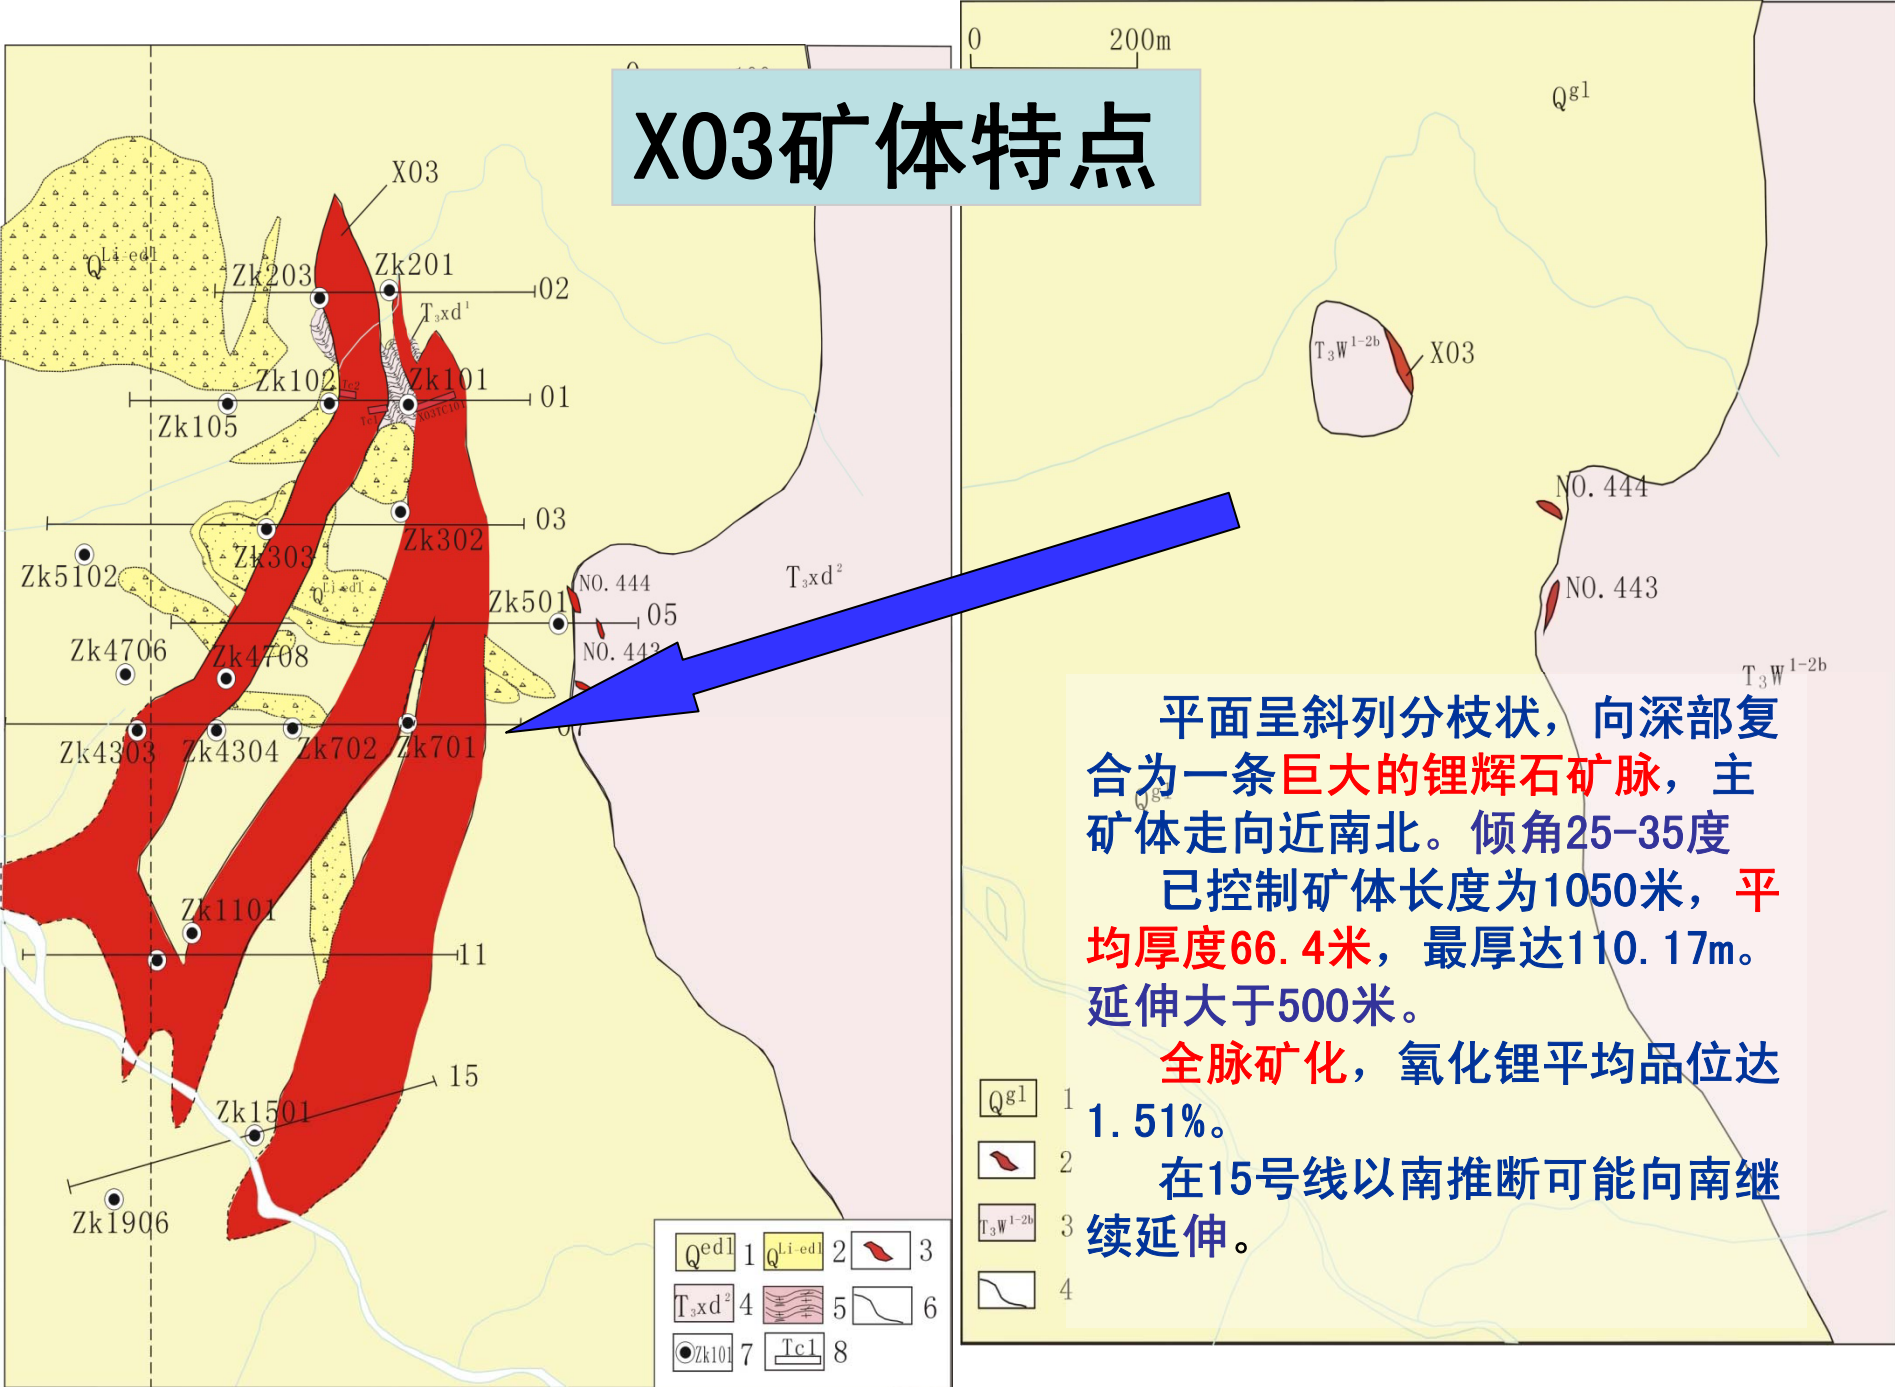 X03矿体特点
X03
Q Li-edl
Zk203
Zk201
02
T₃xd¹
Zk102
Tc2
Zk101
01
Tc1
X03TC101
Zk105
03
Zk303
Zk302
Zk5102
Q Li-edl
Zk501
05
NO.444
NO.443
T₃xd²
Zk4706
Zk4708
Zk4303
Zk4304
Zk702
Zk701
07
Zk1101
11
15
Zk1501
Zk1906
Qedl 1
QLi-edl 2
3
T₃xd² 4
5
6
Zk101 7
Tc1 8
0 200m
Qgl
T₃W1-2b
X03
NO.444
NO.443
T₃W1-2b
Qgl
平面呈斜列分枝状，向深部复
合为一条巨大的锂辉石矿脉，主
矿体走向近南北。倾角25-35度
已控制矿体长度为1050米，平
均厚度66.4米，最厚达110.17m。
延伸大于500米。
全脉矿化，氧化锂平均品位达
1.51%。
在15号线以南推断可能向南继
续延伸。
Qgl 1
2
T₃W1-2b 3
4